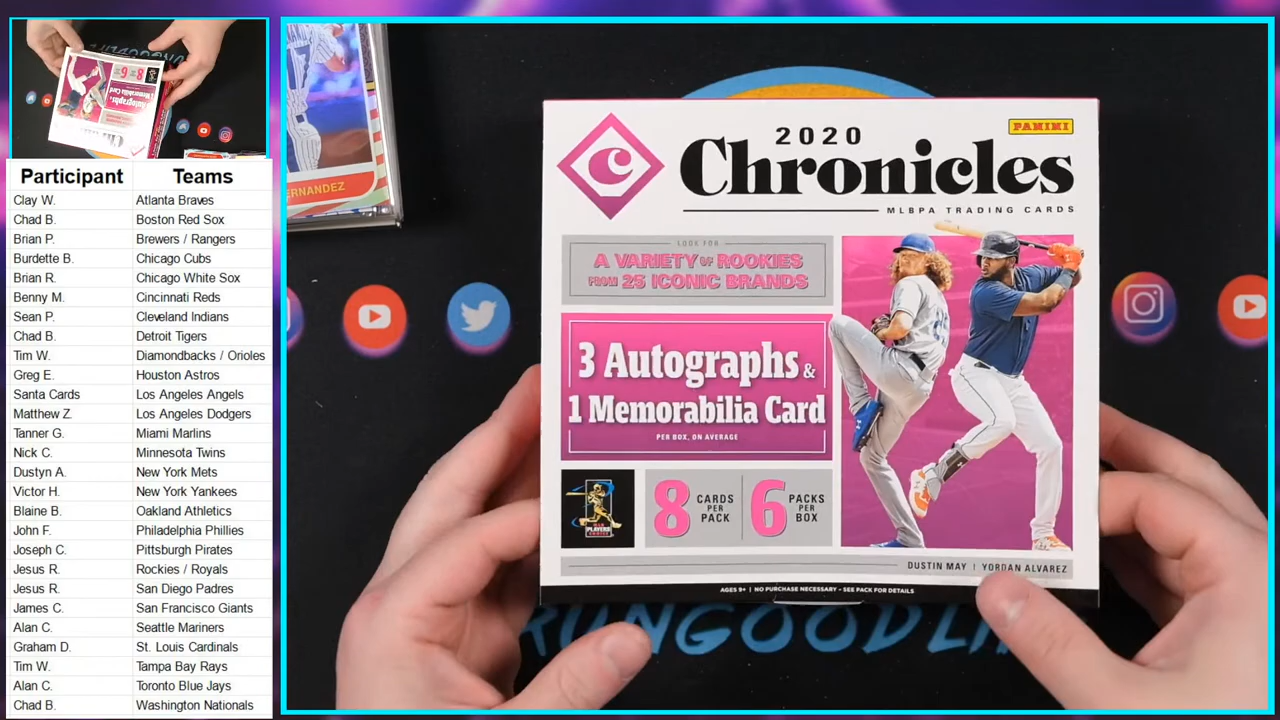 Participant Teams
Clay W. Atlanta Braves
Chad B. Boston Red Sox
Brian P. Brewers / Rangers
Burdette B. Chicago Cubs
Brian R. Chicago White Sox
Benny M. Cincinnati Reds
Sean P. Cleveland Indians
Chad B. Detroit Tigers
Tim W. Diamondbacks / Orioles
Greg E. Houston Astros
Santa Cards Los Angeles Angels
Matthew Z. Los Angeles Dodgers
Tanner G. Miami Marlins
Nick C. Minnesota Twins
Dustyn A. New York Mets
Victor H. New York Yankees
Blaine B. Oakland Athletics
John F. Philadelphia Phillies
Joseph C. Pittsburgh Pirates
Jesus R. Rockies / Royals
Jesus R. San Diego Padres
James C. San Francisco Giants
Alan C. Seattle Mariners
Graham D. St. Louis Cardinals
Tim W. Tampa Bay Rays
Alan C. Toronto Blue Jays
Chad B. Washington Nationals
ERNANDEZ
PANINI
2020
C
Chronicles
MLBPA TRADING CARDS
LOOK FOR
A VARIETY OF ROOKIES
FROM 25 ICONIC BRANDS
3 Autographs &
1 Memorabilia Card
PER BOX, ON AVERAGE
8 CARDS PER PACK
6 PACKS PER BOX
DUSTIN MAY | YORDAN ALVAREZ
AGES 9+ | NO PURCHASE NECESSARY - SEE PACK FOR DETAILS
RUNGOODLI